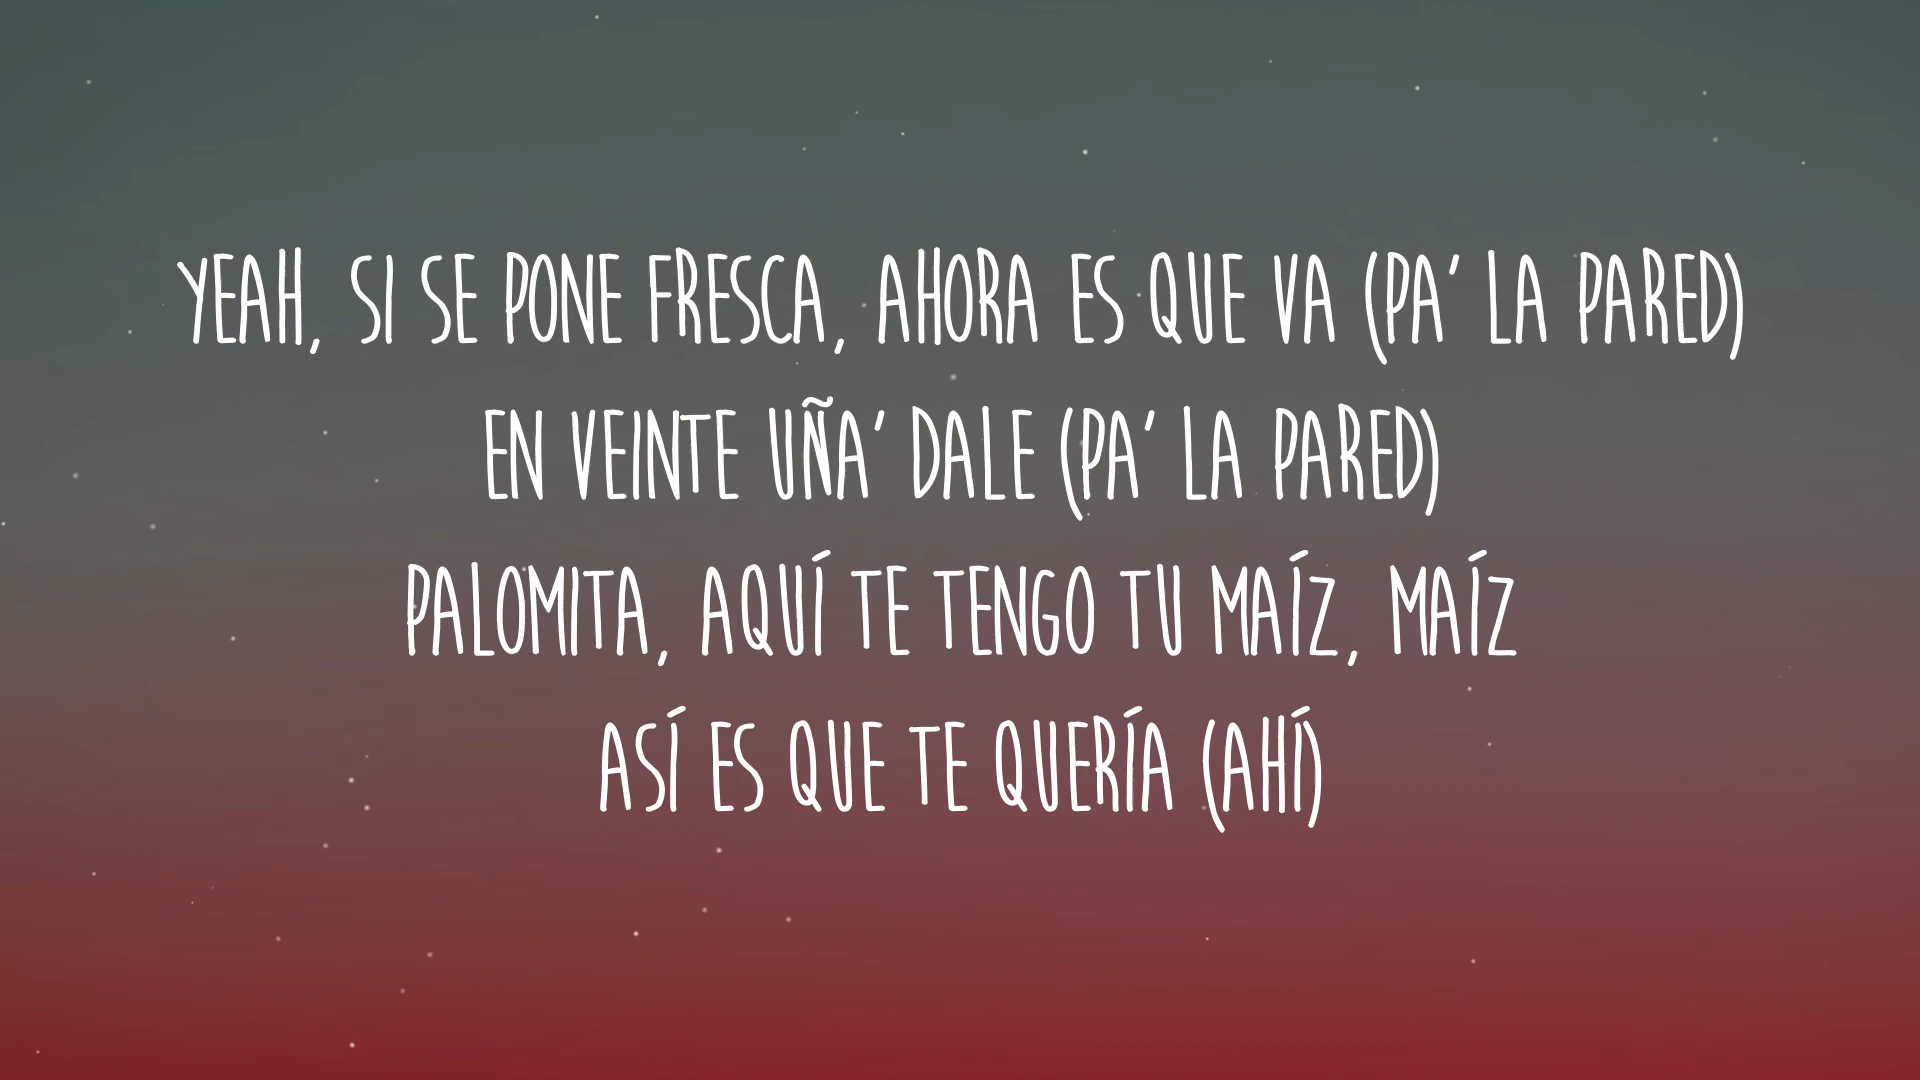 YEAH, SI SE PONE FRESCA, AHORA ES QUE VA (PA' LA PARED)
EN VEINTE UÑA' DALE (PA' LA PARED)
PALOMITA, AQUÍ TE TENGO TU MAÍZ, MAÍZ
ASÍ ES QUE TE QUERÍA (AHÍ)